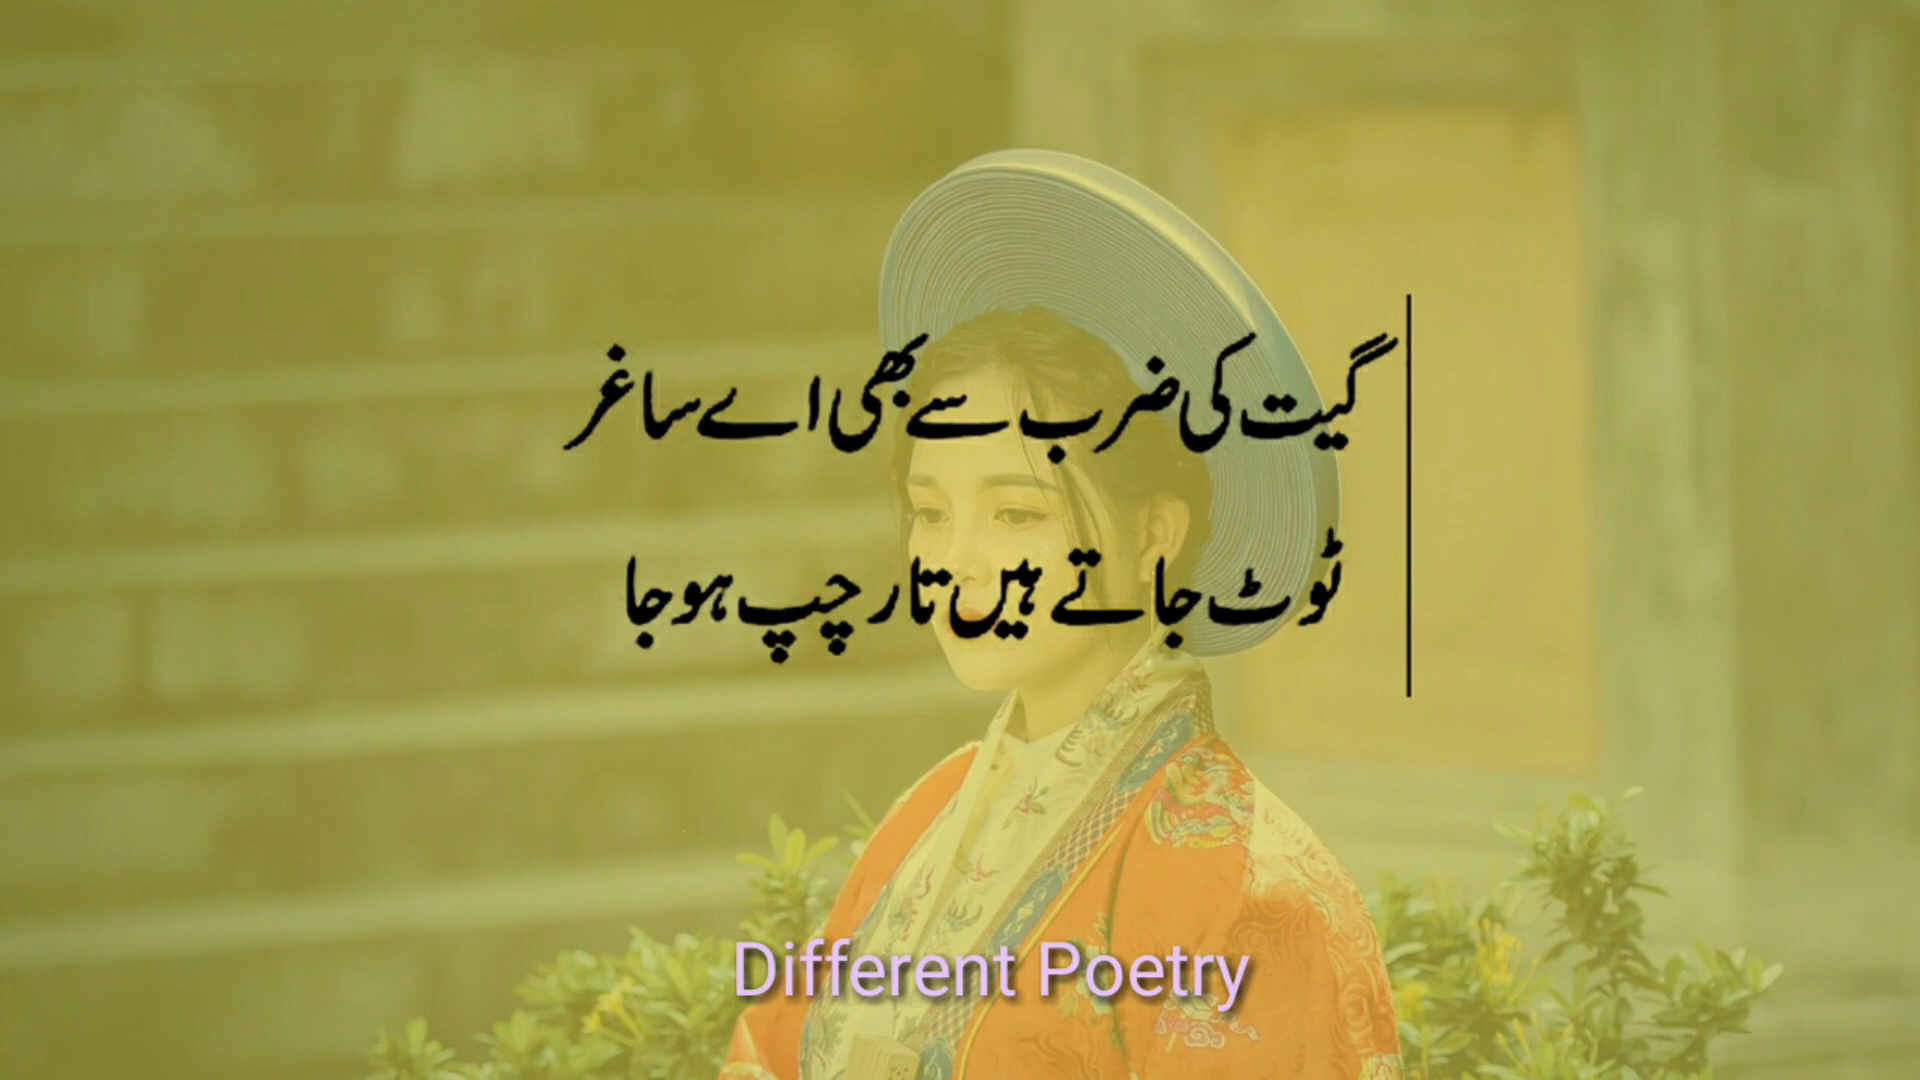 گیت کی ضرب سے بھی اے ساغر
ٹوٹ جاتے ہیں تار چپ ہو جا
Different Poetry